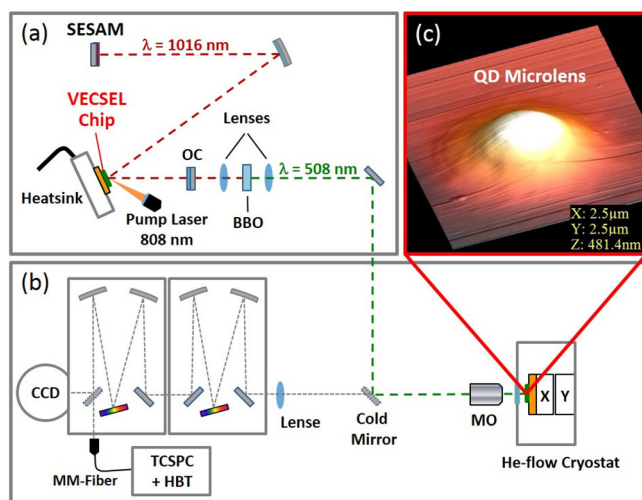 (a)
SESAM
λ = 1016 nm
VECSEL
Chip
Lenses
OC
λ = 508 nm
Heatsink
Pump Laser
808 nm
BBO
(c)
QD Microlens
X: 2.5µm
Y: 2.5µm
Z: 481.4nm
(b)
CCD
MM-Fiber
TCSPC
+ HBT
Lense
Cold
Mirror
MO
X
Y
He-flow Cryostat